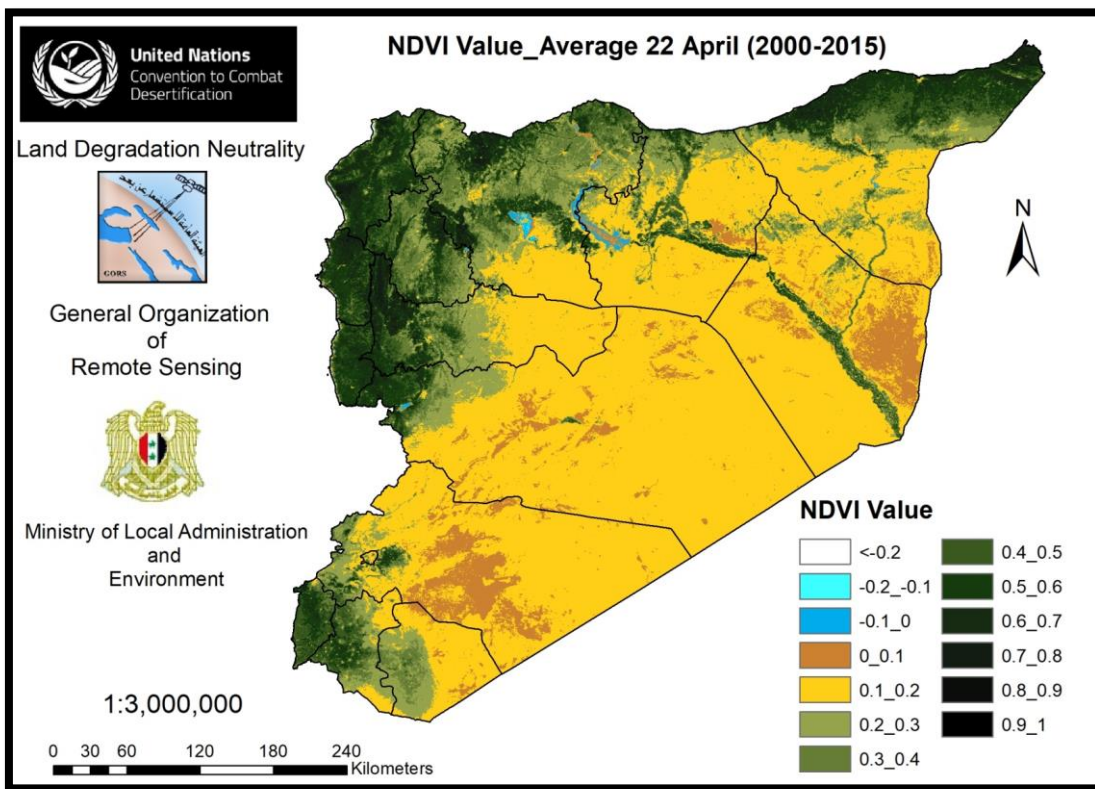 United Nations
Convention to Combat
Desertification
NDVI Value_Average 22 April (2000-2015)
Land Degradation Neutrality
GORS
General Organization
of
Remote Sensing
Ministry of Local Administration
and
Environment
1:3,000,000
0 30 60 120 180 240
Kilometers
N
NDVI Value
<-0.2
-0.2_-0.1
-0.1_0
0_0.1
0.1_0.2
0.2_0.3
0.3_0.4
0.4_0.5
0.5_0.6
0.6_0.7
0.7_0.8
0.8_0.9
0.9_1